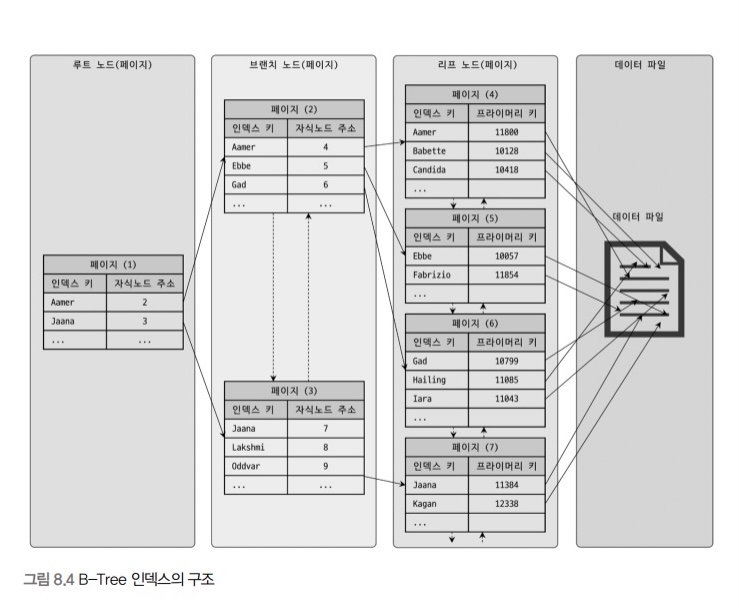 루트 노드(페이지)
페이지 (1)
인덱스 키 자식노드 주소
Aamer 2
Jaana 3
... ...
브랜치 노드(페이지)
페이지 (2)
인덱스 키 자식노드 주소
Aamer 4
Ebbe 5
Gad 6
... ...
페이지 (3)
인덱스 키 자식노드 주소
Jaana 7
Lakshmi 8
Oddvar 9
... ...
리프 노드(페이지)
페이지 (4)
인덱스 키 프라이머리 키
Aamer 11800
Babette 10128
Candida 10418
...
페이지 (5)
인덱스 키 프라이머리 키
Ebbe 10057
Fabrizio 11854
...
페이지 (6)
인덱스 키 프라이머리 키
Gad 10799
Hailing 11085
Iara 11043
...
페이지 (7)
인덱스 키 프라이머리 키
Jaana 11384
Kagan 12338
...
데이터 파일
데이터 파일
그림 8.4 B-Tree 인덱스의 구조